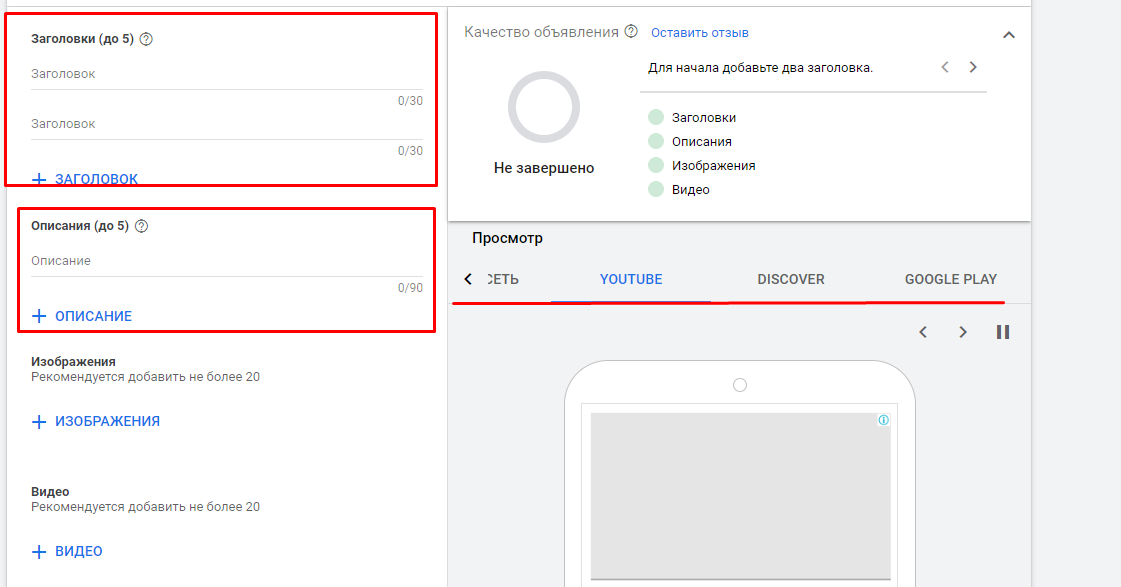 Заголовки (до 5)
Заголовок
0/30
Заголовок
0/30
+ ЗАГОЛОВОК
Описания (до 5)
Описание
0/90
+ ОПИСАНИЕ
Изображения
Рекомендуется добавить не более 20
+ ИЗОБРАЖЕНИЯ
Видео
Рекомендуется добавить не более 20
+ ВИДЕО
Качество объявления Оставить отзыв
Для начала добавьте два заголовка.
Не завершено
Заголовки
Описания
Изображения
Видео
Просмотр
СЕТЬ YOUTUBE DISCOVER GOOGLE PLAY